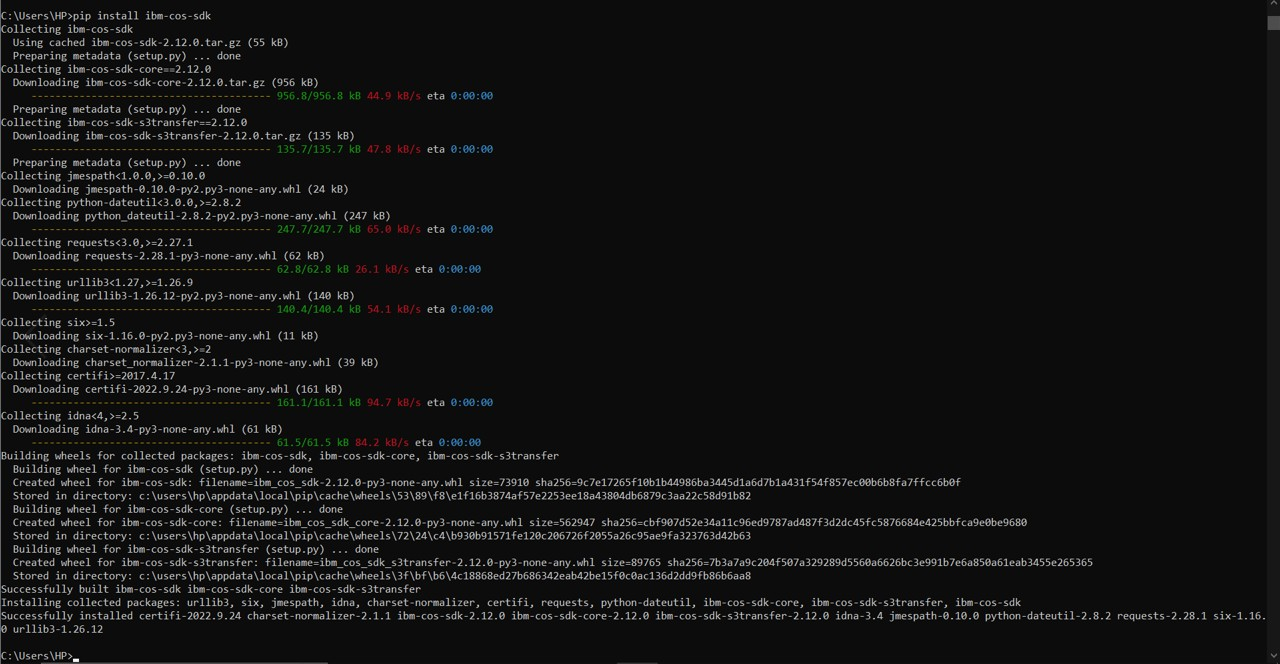 C:\Users\HP>pip install ibm-cos-sdk
Collecting ibm-cos-sdk
  Using cached ibm-cos-sdk-2.12.0.tar.gz (55 kB)
  Preparing metadata (setup.py) ... done
Collecting ibm-cos-sdk-core==2.12.0
  Downloading ibm-cos-sdk-core-2.12.0.tar.gz (956 kB)
     ---------------------------------------- 956.8/956.8 kB 44.9 kB/s eta 0:00:00
  Preparing metadata (setup.py) ... done
Collecting ibm-cos-sdk-s3transfer==2.12.0
  Downloading ibm-cos-sdk-s3transfer-2.12.0.tar.gz (135 kB)
     ---------------------------------------- 135.7/135.7 kB 47.8 kB/s eta 0:00:00
  Preparing metadata (setup.py) ... done
Collecting jmespath<1.0.0,>=0.10.0
  Downloading jmespath-0.10.0-py2.py3-none-any.whl (24 kB)
Collecting python-dateutil<3.0.0,>=2.8.2
  Downloading python_dateutil-2.8.2-py2.py3-none-any.whl (247 kB)
     ---------------------------------------- 247.7/247.7 kB 65.0 kB/s eta 0:00:00
Collecting requests<3.0,>=2.27.1
  Downloading requests-2.28.1-py3-none-any.whl (62 kB)
     ---------------------------------------- 62.8/62.8 kB 26.1 kB/s eta 0:00:00
Collecting urllib3<1.27,>=1.26.9
  Downloading urllib3-1.26.12-py2.py3-none-any.whl (140 kB)
     ---------------------------------------- 140.4/140.4 kB 54.1 kB/s eta 0:00:00
Collecting six>=1.5
  Downloading six-1.16.0-py2.py3-none-any.whl (11 kB)
Collecting charset-normalizer<3,>=2
  Downloading charset_normalizer-2.1.1-py3-none-any.whl (39 kB)
Collecting certifi>=2017.4.17
  Downloading certifi-2022.9.24-py3-none-any.whl (161 kB)
     ---------------------------------------- 161.1/161.1 kB 94.7 kB/s eta 0:00:00
Collecting idna<4,>=2.5
  Downloading idna-3.4-py3-none-any.whl (61 kB)
     ---------------------------------------- 61.5/61.5 kB 84.2 kB/s eta 0:00:00
Building wheels for collected packages: ibm-cos-sdk, ibm-cos-sdk-core, ibm-cos-sdk-s3transfer
  Building wheel for ibm-cos-sdk (setup.py) ... done
  Created wheel for ibm-cos-sdk: filename=ibm_cos_sdk-2.12.0-py3-none-any.whl size=73910 sha256=9c7e17265f10b1b44986ba3445d1a6d7b1a431f54f857ec00b6b8fa7ffcc6b0f
  Stored in directory: c:\users\hp\appdata\local\pip\cache\wheels\53\89\f8\e1f16b3874af57e2253ee18a43804db6879c3aa22c58d91b82
  Building wheel for ibm-cos-sdk-core (setup.py) ... done
  Created wheel for ibm-cos-sdk-core: filename=ibm_cos_sdk_core-2.12.0-py3-none-any.whl size=562947 sha256=cbf907d52e34a11c96ed9787ad487f3d2dc45fc5876684e425bbfca9e0be9680
  Stored in directory: c:\users\hp\appdata\local\pip\cache\wheels\72\24\c4\b930b91571fe120c206726f2055a26c95ae9fa323763d42b63
  Building wheel for ibm-cos-sdk-s3transfer (setup.py) ... done
  Created wheel for ibm-cos-sdk-s3transfer: filename=ibm_cos_sdk_s3transfer-2.12.0-py3-none-any.whl size=89765 sha256=7b3a7a9c204f507a329289d5560a6626bc3e991b7e6a850a61eab3455e265365
  Stored in directory: c:\users\hp\appdata\local\pip\cache\wheels\3f\bf\b6\4c18868ed27b686342eab42be15f0c0ac136d2dd9fb86b6aa8
Successfully built ibm-cos-sdk ibm-cos-sdk-core ibm-cos-sdk-s3transfer
Installing collected packages: urllib3, six, jmespath, idna, charset-normalizer, certifi, requests, python-dateutil, ibm-cos-sdk-core, ibm-cos-sdk-s3transfer, ibm-cos-sdk
Successfully installed certifi-2022.9.24 charset-normalizer-2.1.1 ibm-cos-sdk-2.12.0 ibm-cos-sdk-core-2.12.0 ibm-cos-sdk-s3transfer-2.12.0 idna-3.4 jmespath-0.10.0 python-dateutil-2.8.2 requests-2.28.1 six-1.16.
0 urllib3-1.26.12
C:\Users\HP>